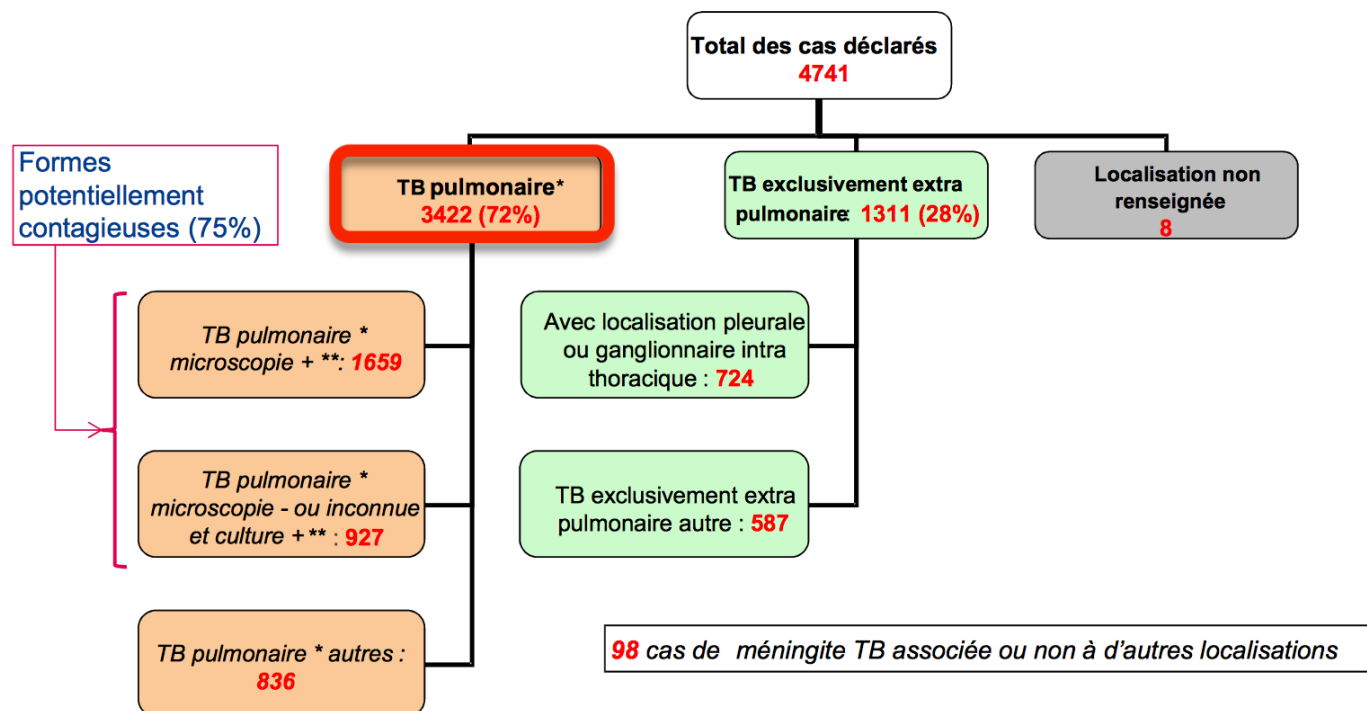 Total des cas déclarés
4741
Formes
potentiellement
contagieuses (75%)
TB pulmonaire*
3422 (72%)
TB exclusivement extra
pulmonaire: 1311 (28%)
Localisation non
renseignée
8
TB pulmonaire *
microscopie + **: 1659
Avec localisation pleurale
ou ganglionnaire intra
thoracique : 724
TB pulmonaire *
microscopie - ou inconnue
et culture + ** : 927
TB exclusivement extra
pulmonaire autre : 587
TB pulmonaire * autres :
836
98 cas de méningite TB associée ou non à d'autres localisations